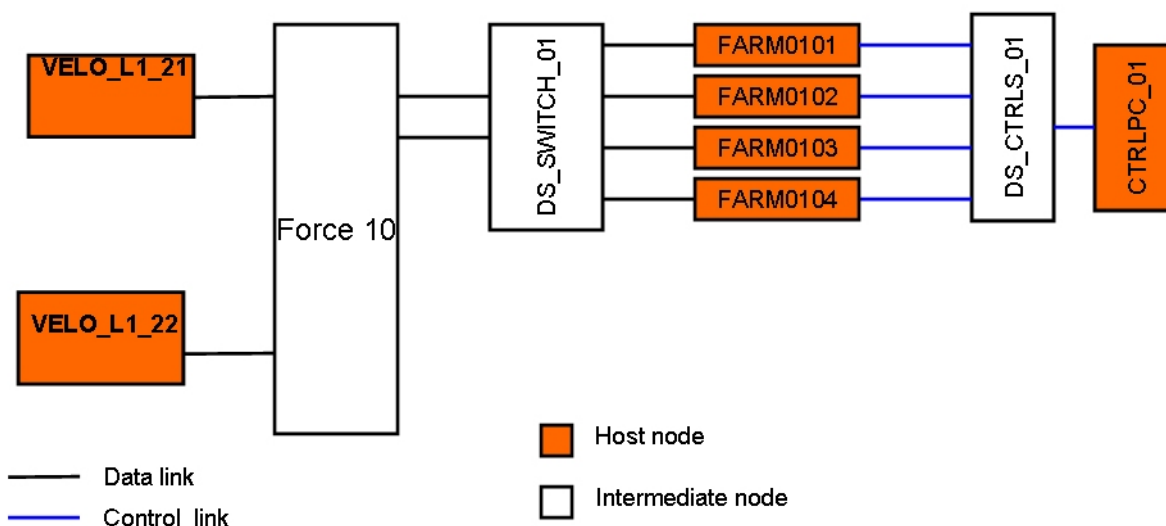 VELO_L1_21
VELO_L1_22
Force 10
DS_SWITCH_01
FARM0101
FARM0102
FARM0103
FARM0104
DS_CTRLS_01
CTRLPC_01
Data link
Control link
Host node
Intermediate node